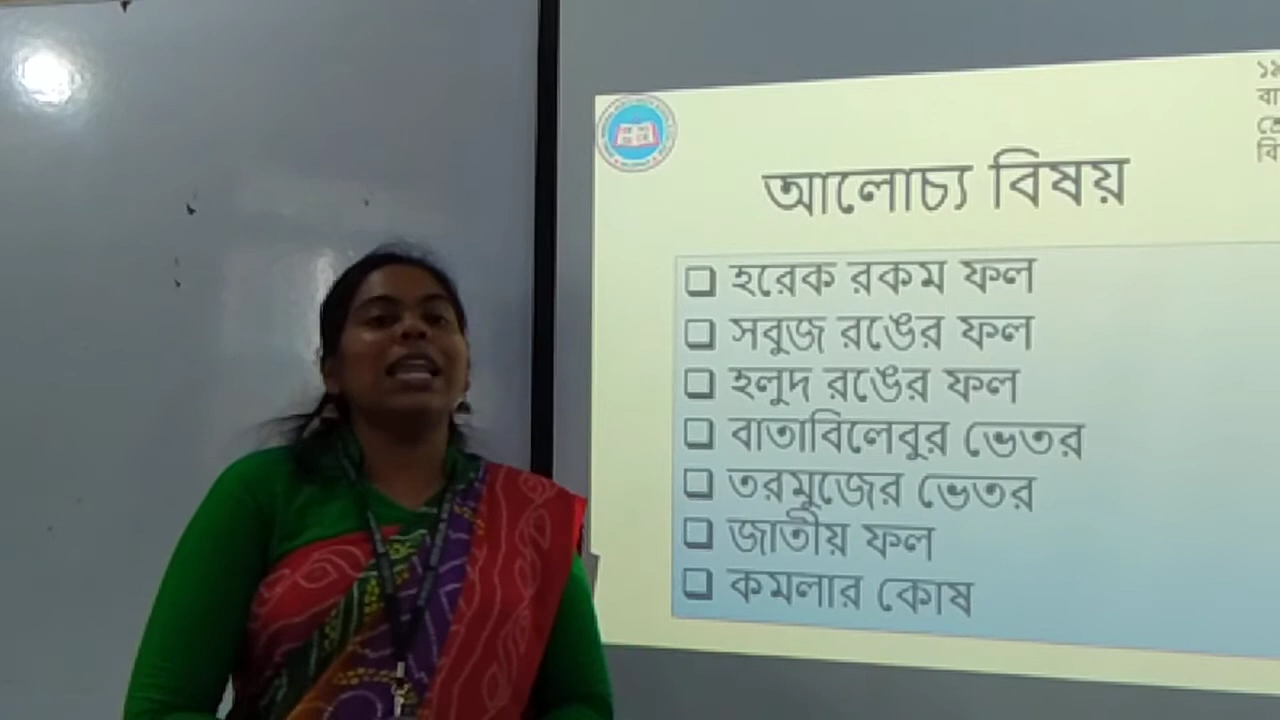 আলোচ্য বিষয়
হরেক রকম ফল
সবুজ রঙের ফল
হলুদ রঙের ফল
বাতাবিলেবুর ভেতর
তরমুজের ভেতর
জাতীয় ফল
কমলার কোষ